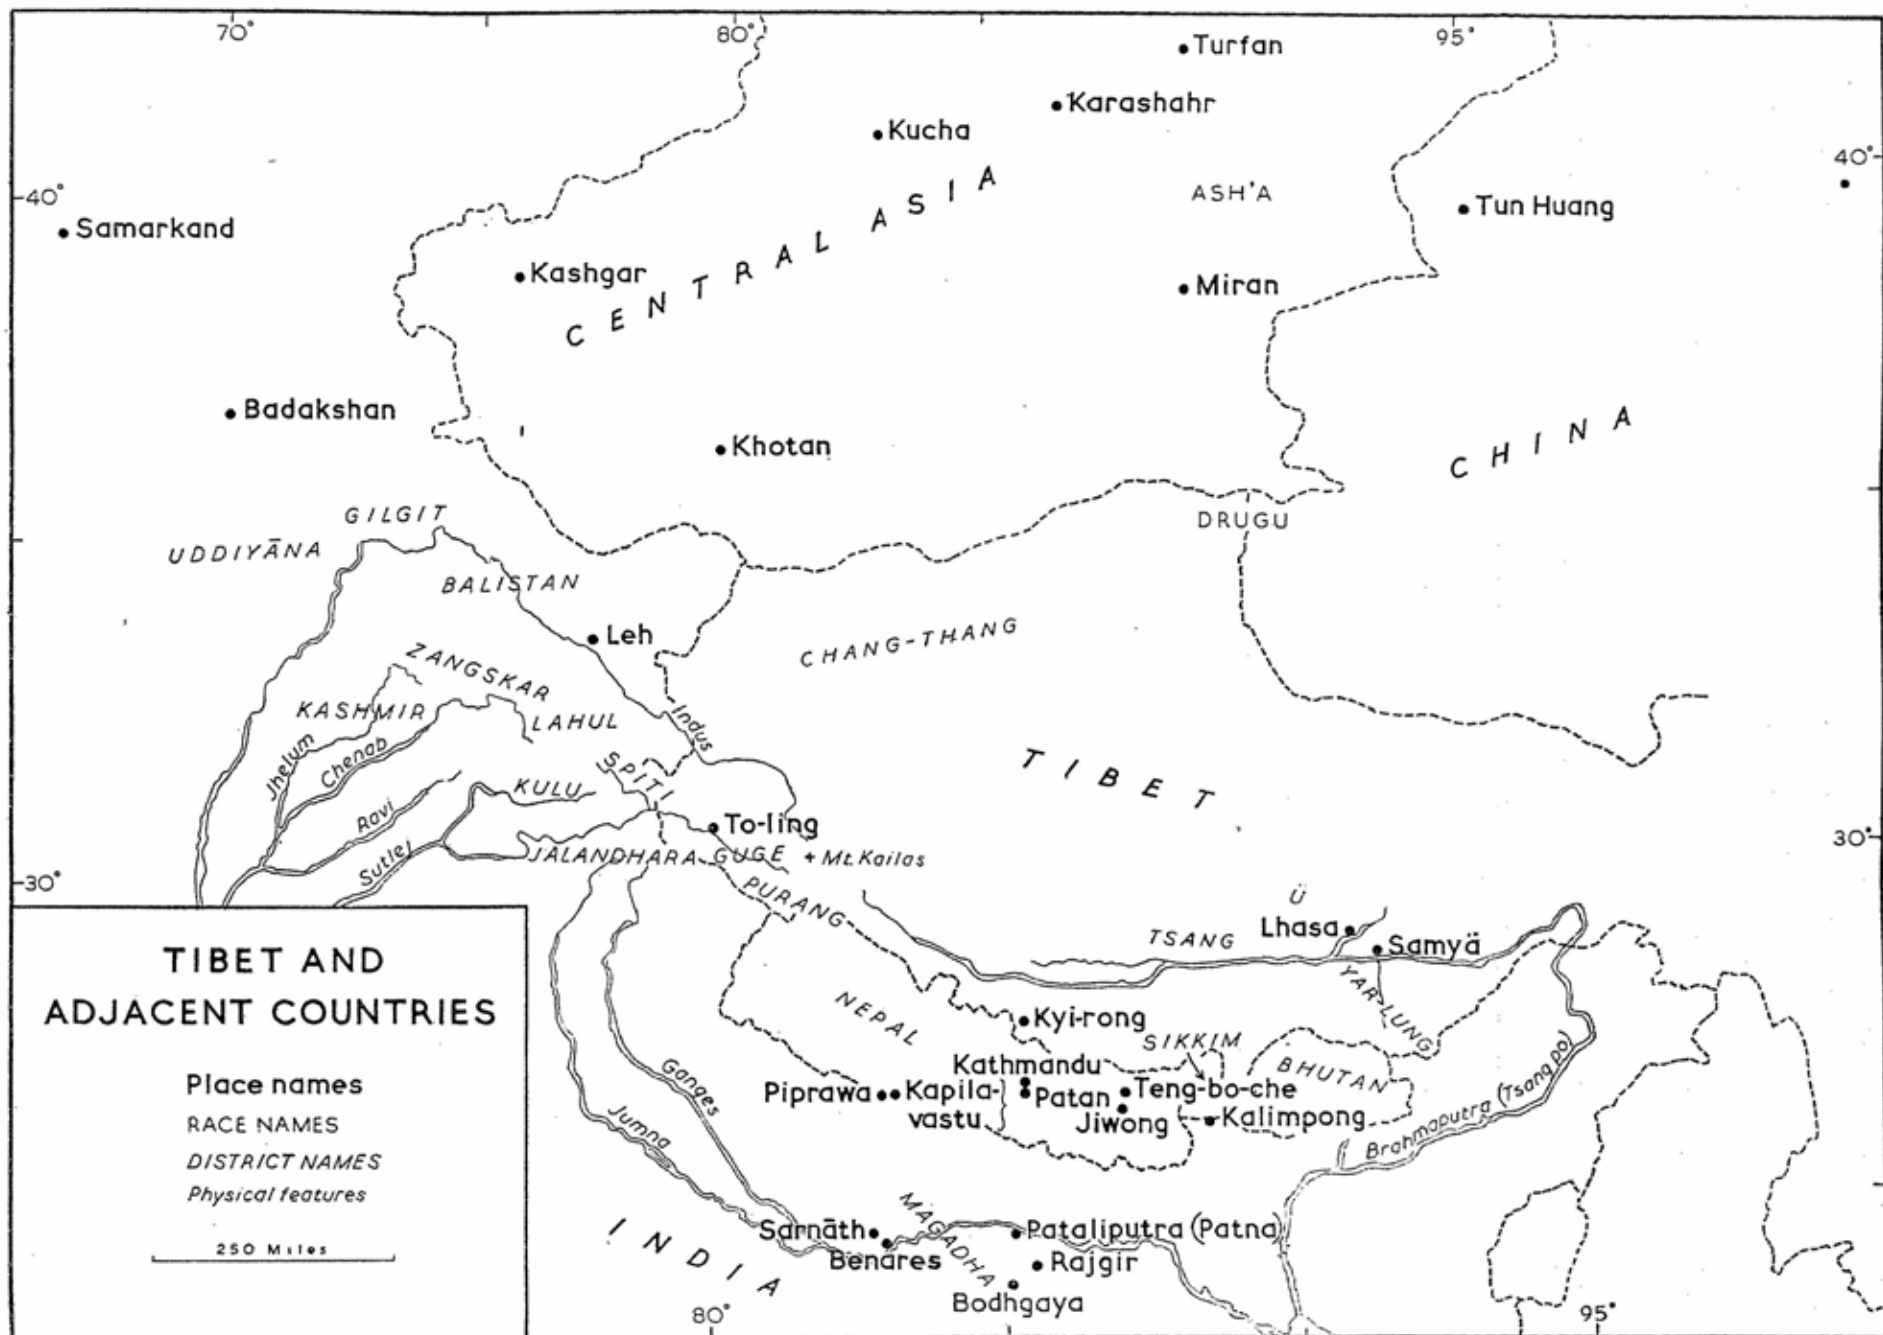 70°
80°
95°
Turfan
Karashahr
Kucha
40°
40°
ASH'A
CENTRAL ASIA
Samarkand
Tun Huang
Kashgar
Miran
Badakshan
Khotan
CHINA
GILGIT
DRUGU
UDDIYĀNA
BALISTAN
Leh
CHANG-THANG
ZANGSKAR
KASHMIR
LAHUL
Indus
Jhelum
Chenab
SPITI
KULU
TIBET
Ravi
To-ling
30°
Sutlej
JALANDHARA
GUGE
Mt. Kailas
30°
PURANG
Ü
Lhasa
TSANG
Samyä
YAR-LUNG
NEPAL
Kyi-rong
SIKKIM
BHUTAN
Kathmandu
Ganges
Piprawa
Kapila-
vastu
Patan
Teng-bo-che
Jiwong
Kalimpong
Jumna
Brahmaputra (Tsangpo)
MAGADHA
Sarnāth
Pataliputra (Patna)
INDIA
Benares
Rajgir
Bodhgaya
80°
95°
TIBET AND
ADJACENT COUNTRIES
Place names
RACE NAMES
DISTRICT NAMES
Physical features
250 Miles